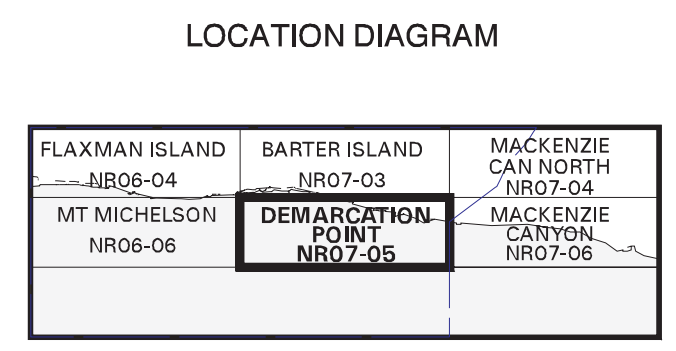 LOCATION DIAGRAM
FLAXMAN ISLAND
NR06-04
BARTER ISLAND
NR07-03
MACKENZIE
CAN NORTH
NR07-04
MT MICHELSON
NR06-06
DEMARCATION
POINT
NR07-05
MACKENZIE
CANYON
NR07-06